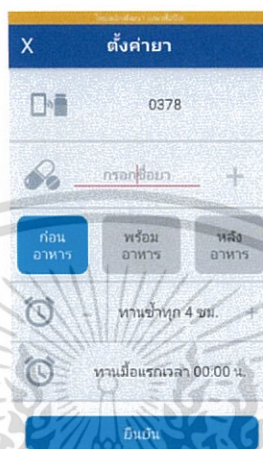 X ตั้งค่ายา
0378
กรอกชื่อยา +
ก่อน
อาหาร
พร้อม
อาหาร
หลัง
อาหาร
- ทานซ้ำทุก 4 ชม. +
ทานมื้อแรกเวลา 00:00 น.
ยืนยัน